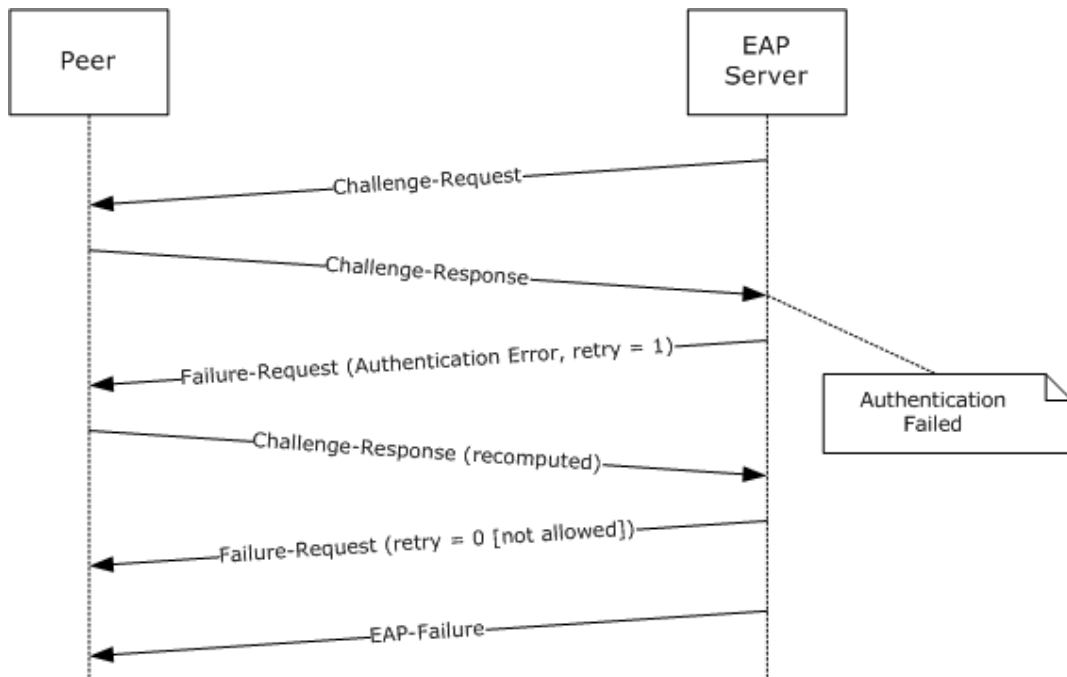 Peer
EAP
Server
Challenge-Request
Challenge-Response
Failure-Request (Authentication Error, retry = 1)
Authentication
Failed
Challenge-Response (recomputed)
Failure-Request (retry = 0 [not allowed])
EAP-Failure